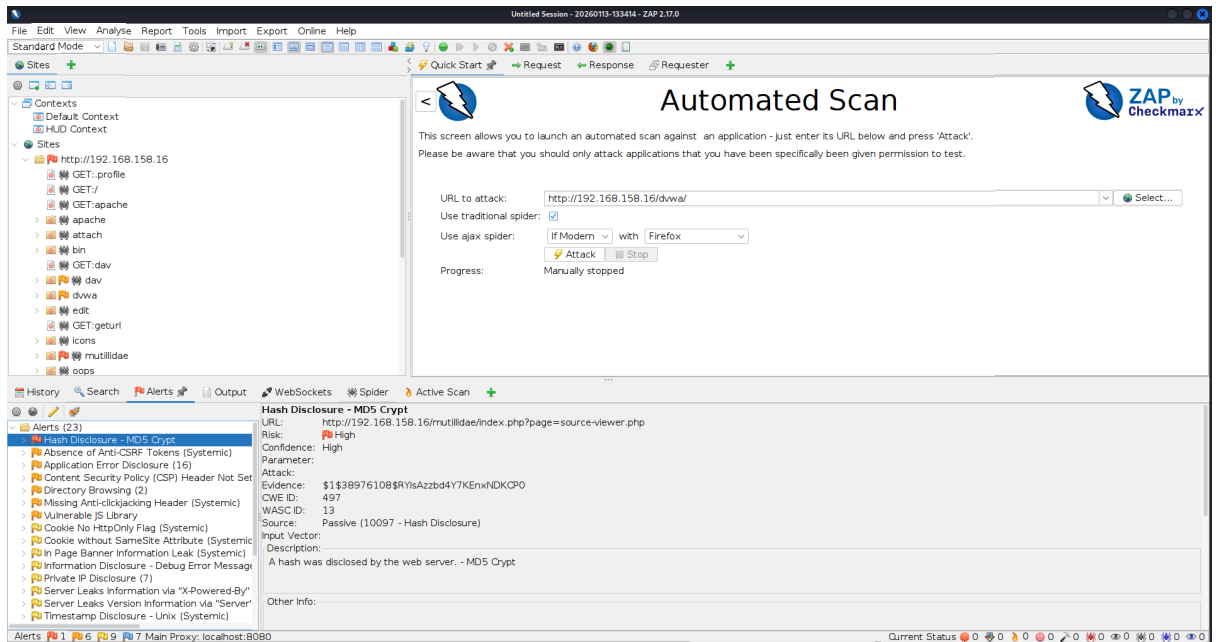 Untitled Session - 20260113-133414 - ZAP 2.17.0
File Edit View Analyse Report Tools Import Export Online Help
Standard Mode
Sites
Quick Start Request Response Requester
Contexts
Default Context
HUD Context
Sites
http://192.168.158.16
GET:.profile
GET:/
GET:apache
apache
attach
bin
GET:dav
dav
dvwa
edit
GET:geturl
icons
mutillidae
oops
<
Automated Scan
ZAP by
Checkmarx
This screen allows you to launch an automated scan against an application - just enter its URL below and press 'Attack'.
Please be aware that you should only attack applications that you have been specifically been given permission to test.
URL to attack: http://192.168.158.16/dvwa/ Select...
Use traditional spider:
Use ajax spider: If Modern with Firefox
Attack Stop
Progress: Manually stopped
History Search Alerts Output WebSockets Spider Active Scan
Alerts (23)
Hash Disclosure - MD5 Crypt
Absence of Anti-CSRF Tokens (Systemic)
Application Error Disclosure (16)
Content Security Policy (CSP) Header Not Set
Directory Browsing (2)
Missing Anti-clickjacking Header (Systemic)
Vulnerable JS Library
Cookie No HttpOnly Flag (Systemic)
Cookie without SameSite Attribute (Systemic
In Page Banner Information Leak (Systemic)
Information Disclosure - Debug Error Message
Private IP Disclosure (7)
Server Leaks Information via "X-Powered-By"
Server Leaks Version Information via "Server"
Timestamp Disclosure - Unix (Systemic)
Hash Disclosure - MD5 Crypt
URL: http://192.168.158.16/mutillidae/index.php?page=source-viewer.php
Risk: High
Confidence: High
Parameter:
Attack:
Evidence: $1$38976108$RYIsAzzbd4Y7KEnxNDKCP0
CWE ID: 497
WASC ID: 13
Source: Passive (10097 - Hash Disclosure)
Input Vector:
Description:
A hash was disclosed by the web server. - MD5 Crypt
Other Info:
Alerts 1 6 9 7 Main Proxy: localhost:8080
Current Status 0 0 0 0 0 0 0 0 0 0